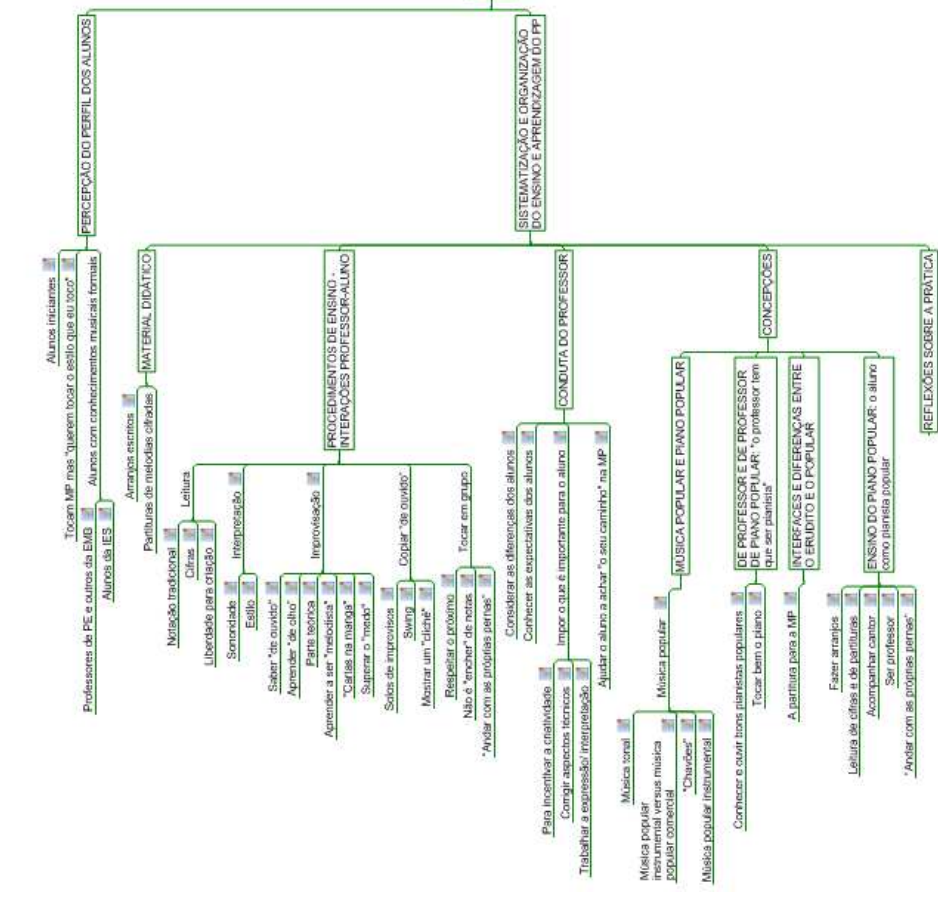 PERCEPÇÃO DO PERFIL DOS ALUNOS
Alunos iniciantes
Tocam MP mas "querem tocar o estilo que eu toco"
Alunos com conhecimentos musicais formais
Professores de PE e outros da EMB
Alunos da IES
SISTEMATIZAÇÃO E ORGANIZAÇÃO
DO ENSINO E APRENDIZAGEM DO PP
MATERIAL DIDÁTICO
Arranjos escritos
Partituras de melodias cifradas
PROCEDIMENTOS DE ENSINO -
INTERAÇÕES PROFESSOR-ALUNO
Leitura
Notação tradicional
Cifras
Liberdade para criação
Interpretação
Sonoridade
Estilo
Improvisação
Saber "de ouvido"
Aprender "de olho"
Parte teórica
Aprender a ser "melodista"
"Cartas na manga"
Superar o "medo"
Copiar "de ouvido"
Solos de improvisos
Swing
Mostrar um "clichê"
Tocar em grupo
Respeitar o próximo
Não é "encher" de notas
"Andar com as próprias pernas"
CONDUTA DO PROFESSOR
Considerar as diferenças dos alunos
Conhecer as expectativas dos alunos
Impor o que é importante para o aluno
Para incentivar a criatividade
Corrigir aspectos técnicos
Trabalhar a expressão/ interpretação
Ajudar o aluno a achar "o seu caminho" na MP
CONCEPÇÕES
MÚSICA POPULAR E PIANO POPULAR
Música popular
Música tonal
Música popular
instrumental versus música
popular comercial
"Chavões"
Música popular instrumental
DE PROFESSOR E DE PROFESSOR
DE PIANO POPULAR: "o professor tem
que ser pianista"
Conhecer e ouvir bons pianistas populares
Tocar bem o piano
INTERFACES E DIFERENÇAS ENTRE
O ERUDITO E O POPULAR
A partitura para a MP
ENSINO DO PIANO POPULAR: o aluno
como pianista popular
Fazer arranjos
Leitura de cifras e de partituras
Acompanhar cantor
Ser professor
"Andar com as próprias pernas"
REFLEXÕES SOBRE A PRÁTICA